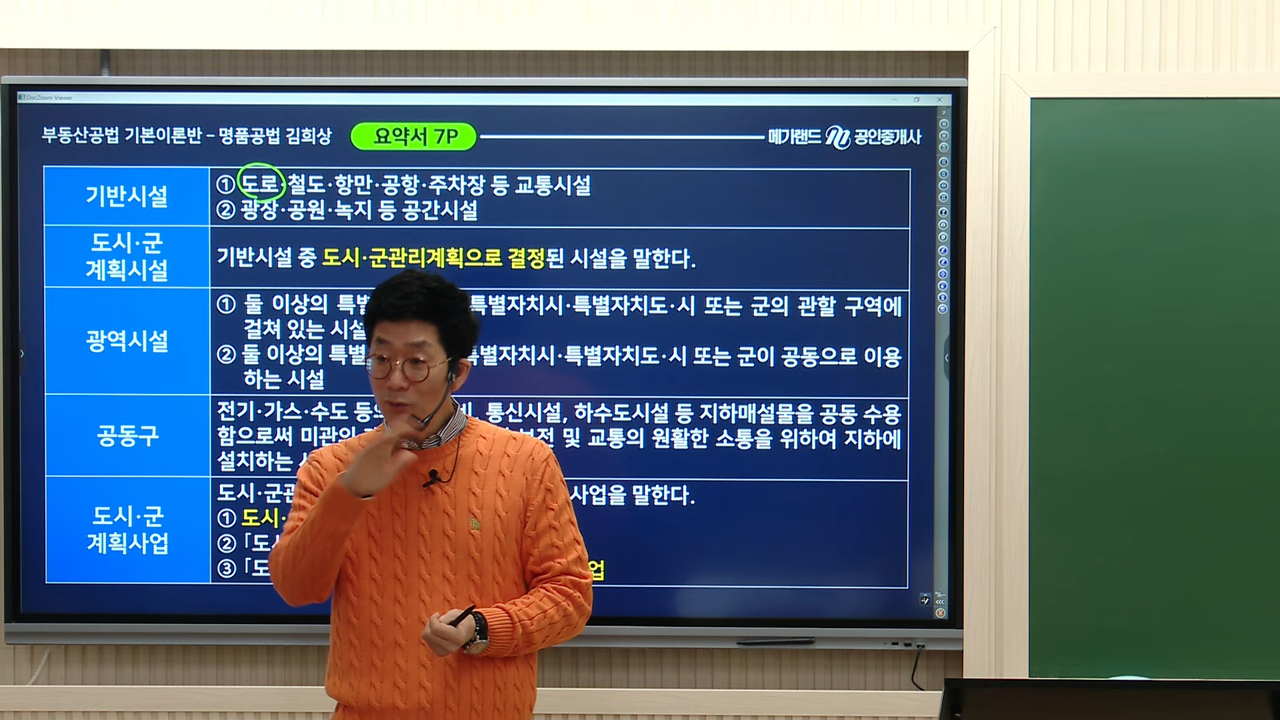 DocZoom Viewer
부동산공법 기본이론반 – 명품공법 김희상 요약서 7P 메가랜드 공인중개사
기반시설
① 도로·철도·항만·공항·주차장 등 교통시설
② 광장·공원·녹지 등 공간시설
도시·군
계획시설
기반시설 중 도시·군관리계획으로 결정된 시설을 말한다.
광역시설
① 둘 이상의 특별 특별자치시·특별자치도·시 또는 군의 관할 구역에
걸쳐 있는 시설
② 둘 이상의 특별 특별자치시·특별자치도·시 또는 군이 공동으로 이용
하는 시설
공동구
전기·가스·수도 등의 통신시설, 하수도시설 등 지하매설물을 공동 수용
함으로써 미관의 보전 및 교통의 원활한 소통을 위하여 지하에
설치하는
도시·군
계획사업
도시·군관 사업을 말한다.
① 도시·
② 「도시
③ 「도 업